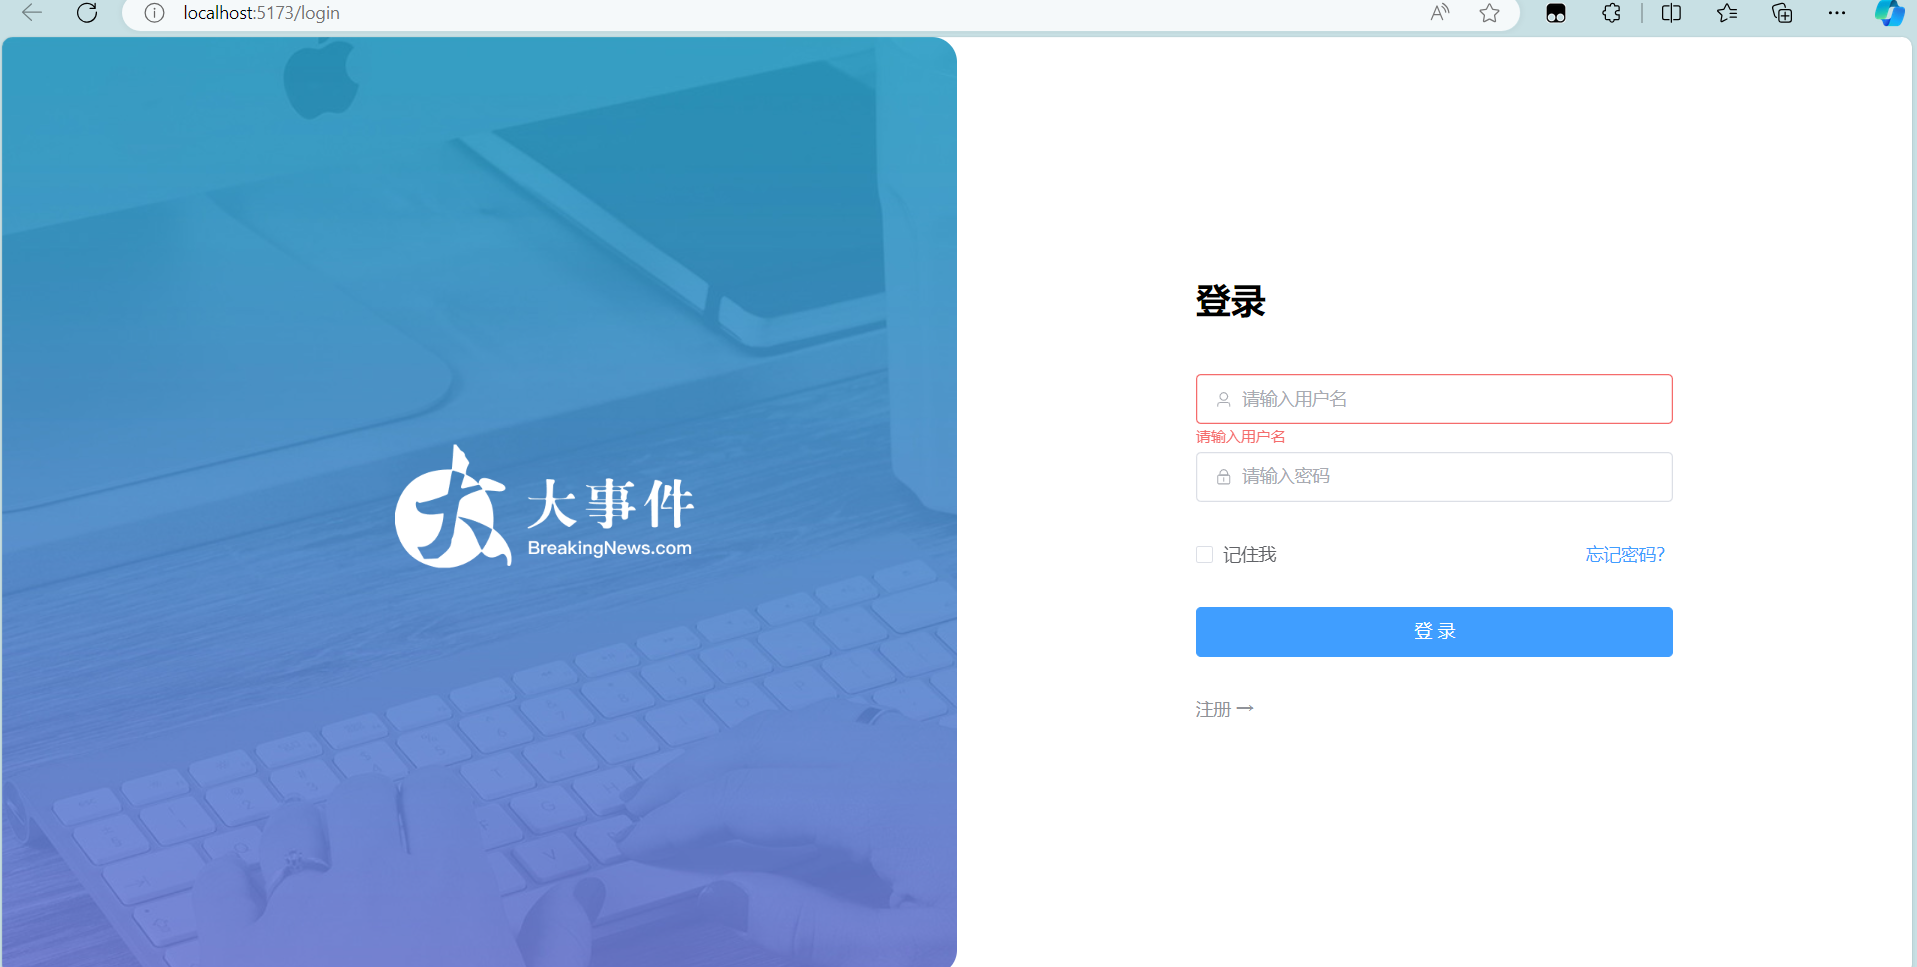 localhost:5173/login
大事件
BreakingNews.com
登录
请输入用户名
请输入用户名
请输入密码
记住我
忘记密码?
登 录
注册 →